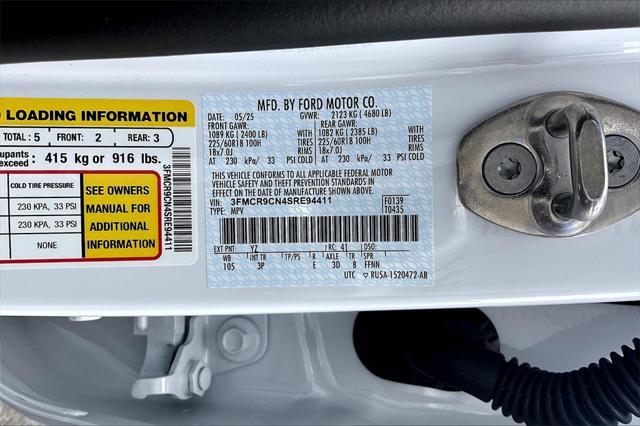 O LOADING INFORMATION
TOTAL: 5 FRONT: 2 REAR: 3
upants: 415 kg or 916 lbs.
xceed:
COLD TIRE PRESSURE
230 KPA, 33 PSI
230 KPA, 33 PSI
NONE
SEE OWNERS
MANUAL FOR
ADDITIONAL
INFORMATION
3FMCR9CN4SRE94411
MFD. BY FORD MOTOR CO.
DATE: 05/25 GVWR: 2123 KG ( 4680 LB)
FRONT GAWR: REAR GAWR:
1089 KG ( 2400 LB) 1082 KG ( 2385 LB)
225/60R18 100H TIRES 225/60R18 100H TIRES
18x7.0J RIMS 18x7.0J RIMS
AT 230 kPa/ 33 PSI COLD AT 230 kPa/ 33 PSI COLD
THIS VEHICLE CONFORMS TO ALL APPLICABLE FEDERAL MOTOR
VEHICLE SAFETY AND BUMPER STANDARDS IN EFFECT ON THE DATE
OF MANUFACTURE SHOWN ABOVE.
VIN: 3FMCR9CN4SRE94411 F0139
TYPE: MPV T0435
EXT PNT: YZ RC: 41 DSO:
WB INT TR TP/PS R AXLE TR SPR
105 3P E 3D 8 FFNN
UTC RU5A-1520472-AB